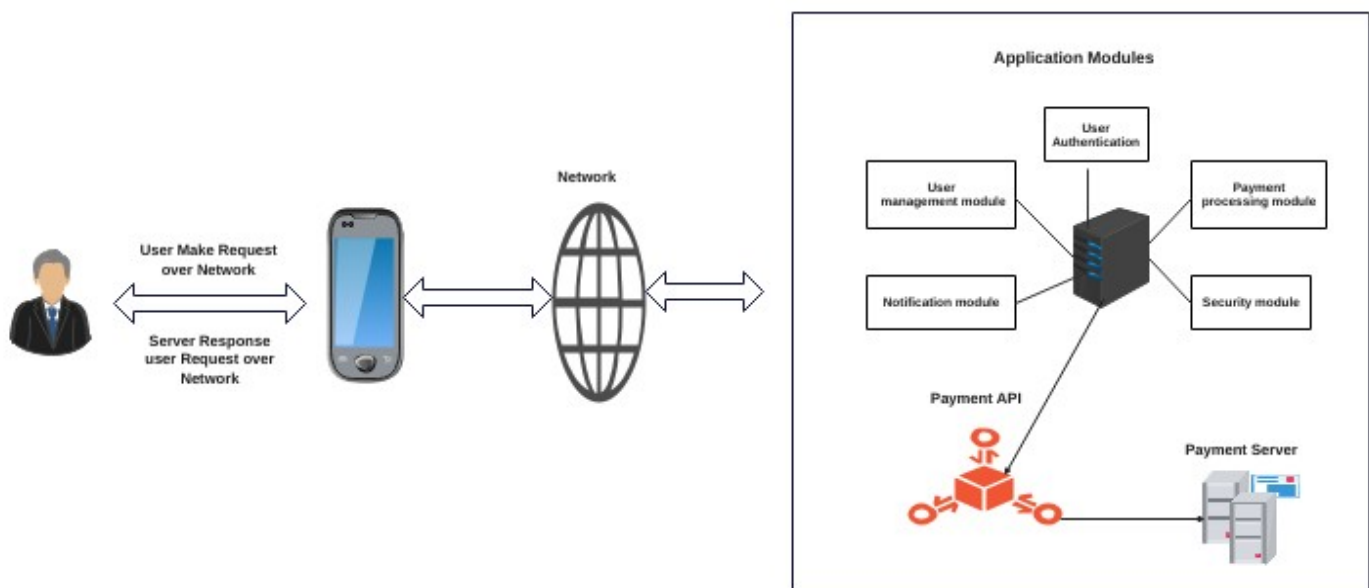 Application Modules
User
Authentication
User
management module
Payment
processing module
Network
User Make Request
over Network
Notification module
Security module
Server Response
user Request over
Network
Payment API
Payment Server